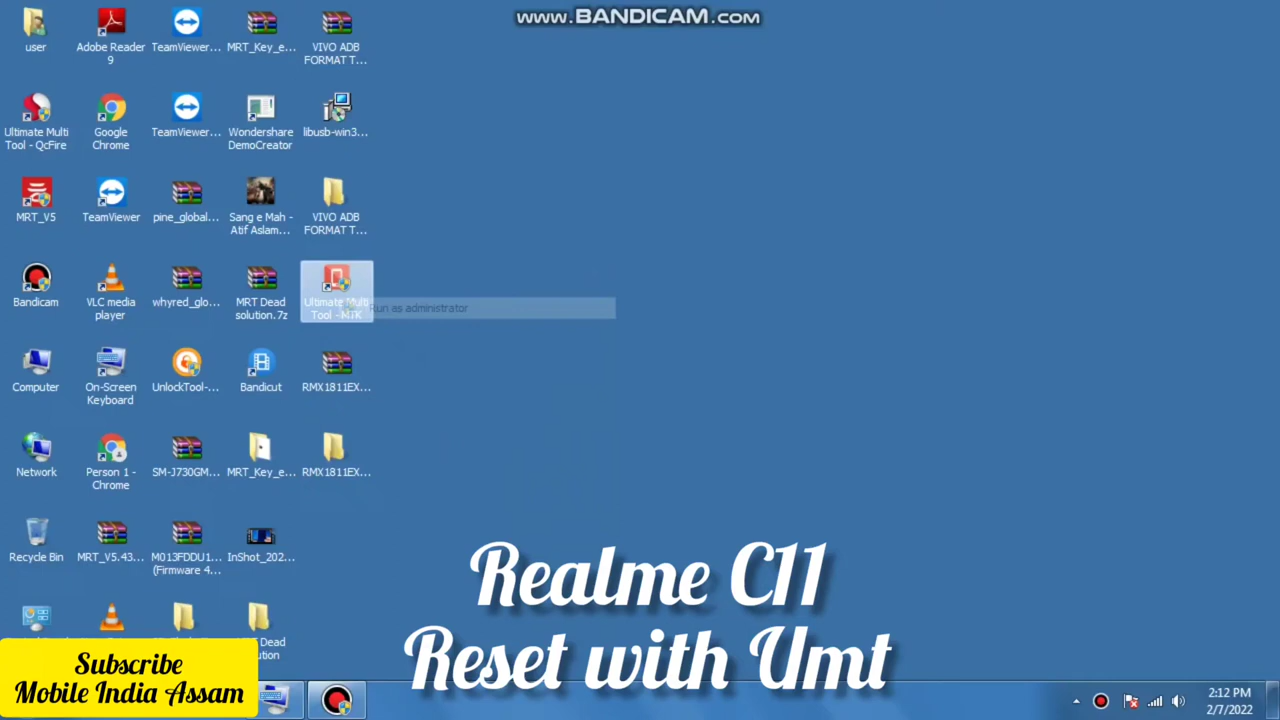 www.BANDICAM.com
user
Adobe Reader
9
TeamViewer...
MRT_Key_e...
VIVO ADB
FORMAT T...
Ultimate Multi
Tool - QcFire
Google
Chrome
TeamViewer...
Wondershare
DemoCreator
libusb-win3...
MRT_V5
TeamViewer
pine_global...
Sang e Mah -
Atif Aslam...
VIVO ADB
FORMAT T...
Bandicam
VLC media
player
whyred_glo...
MRT Dead
solution.7z
Ultimate Multi
Tool - MTK
Run as administrator
Computer
On-Screen
Keyboard
UnlockTool-...
Bandicut
RMX1811EX...
Network
Person 1 -
Chrome
SM-J730GM...
MRT_Key_e...
RMX1811EX...
Recycle Bin
MRT_V5.43...
M013FDDU1...
(Firmware 4...
InShot_202...
Dead
Realme C11
Reset with Umt
Subscribe
Mobile India Assam
2:12 PM
2/7/2022